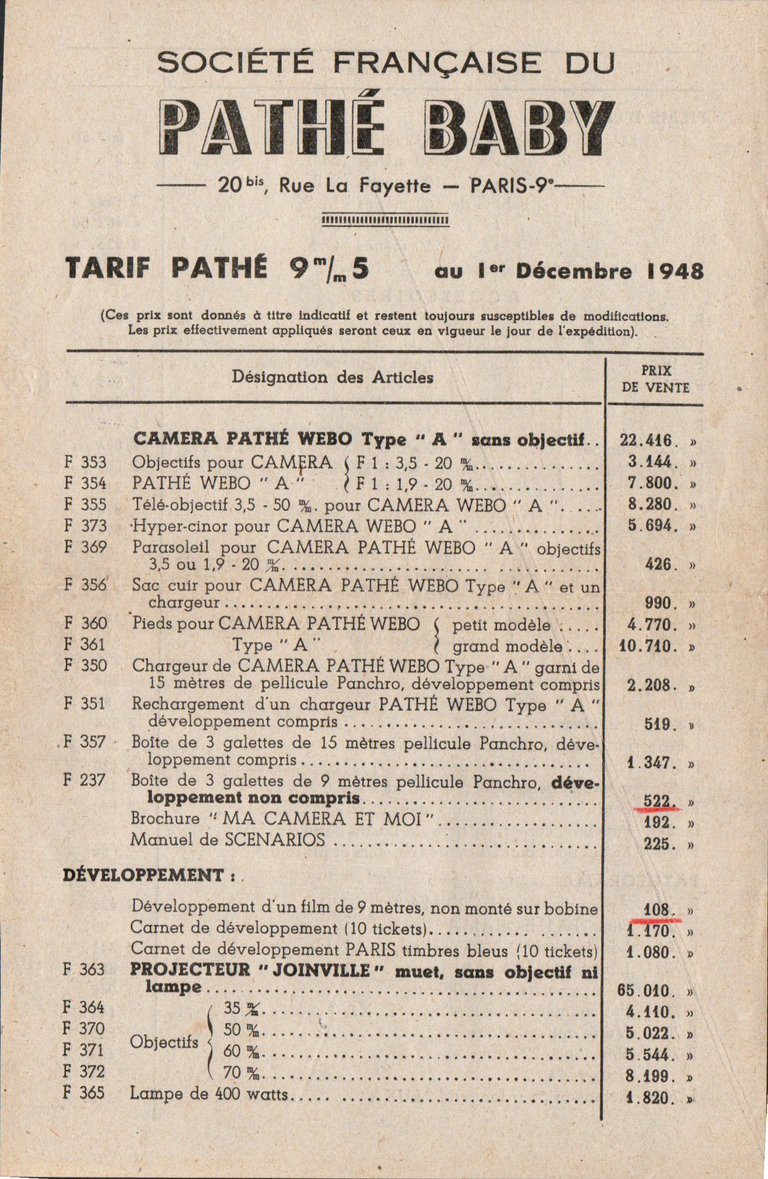 SOCIÉTÉ FRANÇAISE DU
PATHÉ BABY
20 bis, Rue La Fayette — PARIS-9e
TARIF PATHÉ 9 m/m 5 au 1er Décembre 1948
(Ces prix sont donnés à titre indicatif et restent toujours susceptibles de modifications.
Les prix effectivement appliqués seront ceux en vigueur le jour de l'expédition).
Désignation des Articles PRIX DE VENTE
CAMERA PATHÉ WEBO Type " A " sans objectif.. 22.416. »
F 353 Objectifs pour CAMERA { F 1 : 3,5 - 20 m/m............... 3.144. »
F 354 PATHÉ WEBO " A " { F 1 : 1,9 - 20 m/m............... 7.800. »
F 355 Télé-objectif 3,5 - 50 m/m. pour CAMERA WEBO " A "..... 8.280. »
F 373 Hyper-cinor pour CAMERA WEBO " A " ............... 5.694. »
F 369 Parasoleil pour CAMERA PATHÉ WEBO " A " objectifs
3,5 ou 1,9 - 20 m/m............................... 426. »
F 356 Sac cuir pour CAMERA PATHÉ WEBO Type " A " et un
chargeur........................................ 990. »
F 360 Pieds pour CAMERA PATHÉ WEBO { petit modèle ..... 4.770. »
F 361 Type " A " { grand modèle .... 10.710. »
F 350 Chargeur de CAMERA PATHÉ WEBO Type " A " garni de
15 mètres de pellicule Panchro, développement compris 2.208. »
F 351 Rechargement d'un chargeur PATHÉ WEBO Type " A "
développement compris ........................... 519. »
F 357 Boîte de 3 galettes de 15 mètres pellicule Panchro, déve-
loppement compris............................... 1.347. »
F 237 Boîte de 3 galettes de 9 mètres pellicule Panchro, déve-
loppement non compris......................... 522. »
Brochure " MA CAMERA ET MOI "................. 192. »
Manuel de SCENARIOS ............................ 225. »
DÉVELOPPEMENT :
Développement d'un film de 9 mètres, non monté sur bobine 108. »
Carnet de développement (10 tickets)................... 1.170. »
Carnet de développement PARIS timbres bleus (10 tickets) 1.080. »
F 363 PROJECTEUR " JOINVILLE " muet, sans objectif ni
lampe.......................................... 65.010. »
F 364 35 m/m.................................... 4.110. »
F 370 50 m/m.................................... 5.022. »
Objectifs
F 371 60 m/m.................................... 5.544. »
F 372 70 m/m.................................... 8.199. »
F 365 Lampe de 400 watts................................ 1.820. »